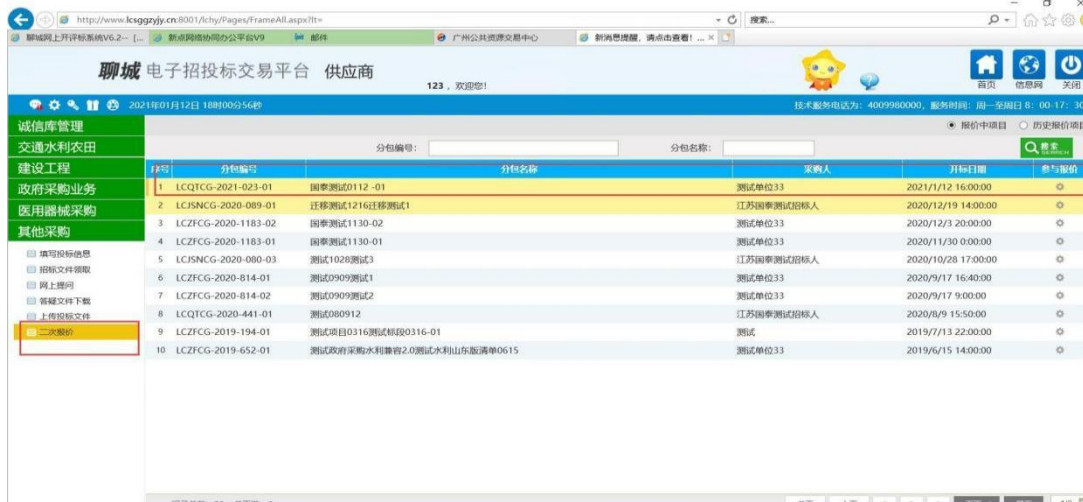 http://www.lcsggzyjy.cn:8001/lchy/Pages/FrameAll.aspx?lt=
搜索...
聊城网上开评标系统V6.2-- [...
新点网络协同办公平台V9
邮件
广州公共资源交易中心
新消息提醒，请点击查看! ...
聊城 电子招投标交易平台 供应商
123 ，欢迎您!
首页
信息网
关闭
2021年01月12日 18时00分56秒
技术服务电话为：4009980000，服务时间：周一至周日 8：00-17：30
诚信库管理
报价中项目
历史报价项目
交通水利农田
分包编号：
分包名称：
搜索
建设工程
序号 分包编号 分包名称 采购人 开标日期 参与报价
政府采购业务
1 LCQTCG-2021-023-01 国泰测试0112 -01 测试单位33 2021/1/12 16:00:00
医用器械采购
2 LCJSNCG-2020-089-01 迁移测试1216迁移测试1 江苏国泰测试招标人 2020/12/19 14:00:00
其他采购
3 LCZFCG-2020-1183-02 国泰测试1130-02 测试单位33 2020/12/3 20:00:00
4 LCZFCG-2020-1183-01 国泰测试1130-01 测试单位33 2020/11/30 0:00:00
填写投标信息
5 LCJSNCG-2020-080-03 测试1028测试3 江苏国泰测试招标人 2020/10/28 17:00:00
招标文件领取
6 LCZFCG-2020-814-01 测试0909测试1 测试单位33 2020/9/17 16:40:00
网上提问
7 LCZFCG-2020-814-02 测试0909测试2 测试单位33 2020/9/17 9:00:00
答疑文件下载
8 LCQTCG-2020-441-01 测试080912 江苏国泰测试招标人 2020/8/9 15:50:00
上传投标文件
9 LCZFCG-2019-194-01 测试项目0316测试标段0316-01 测试 2019/7/13 22:00:00
二次报价
10 LCZFCG-2019-652-01 测试政府采购水利兼容2.0测试水利山东版清单0615 测试单位33 2019/6/15 14:00:00